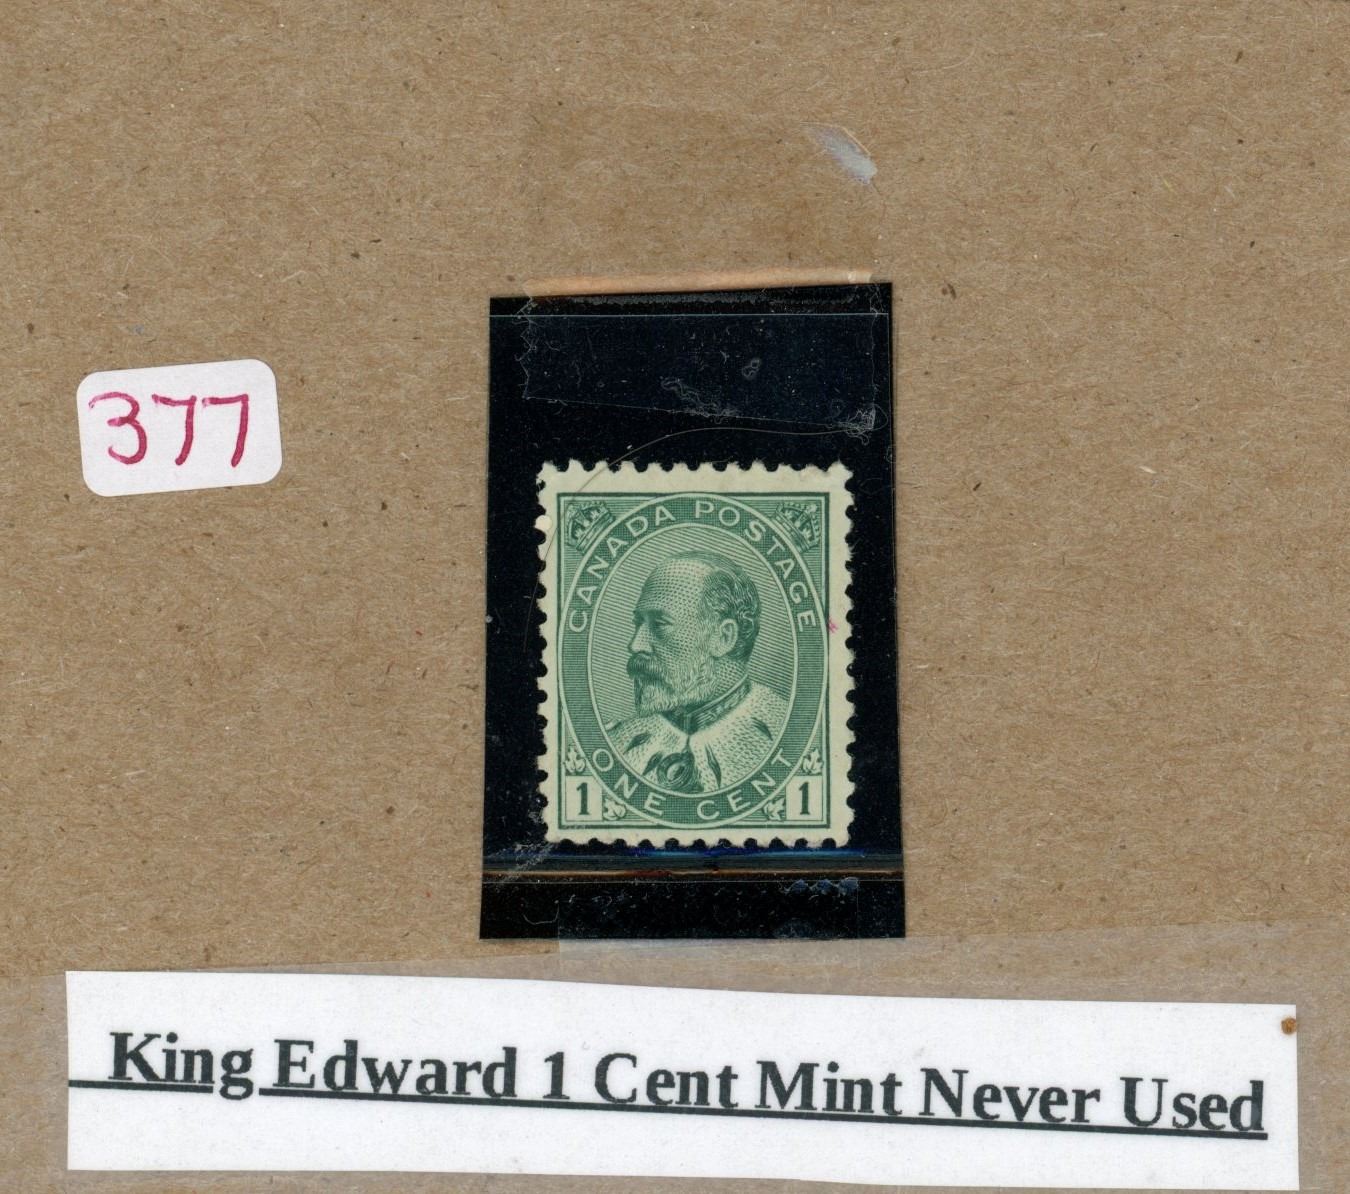 377
CANADA POSTAGE
ONE CENT
1 1
King Edward 1 Cent Mint Never Used